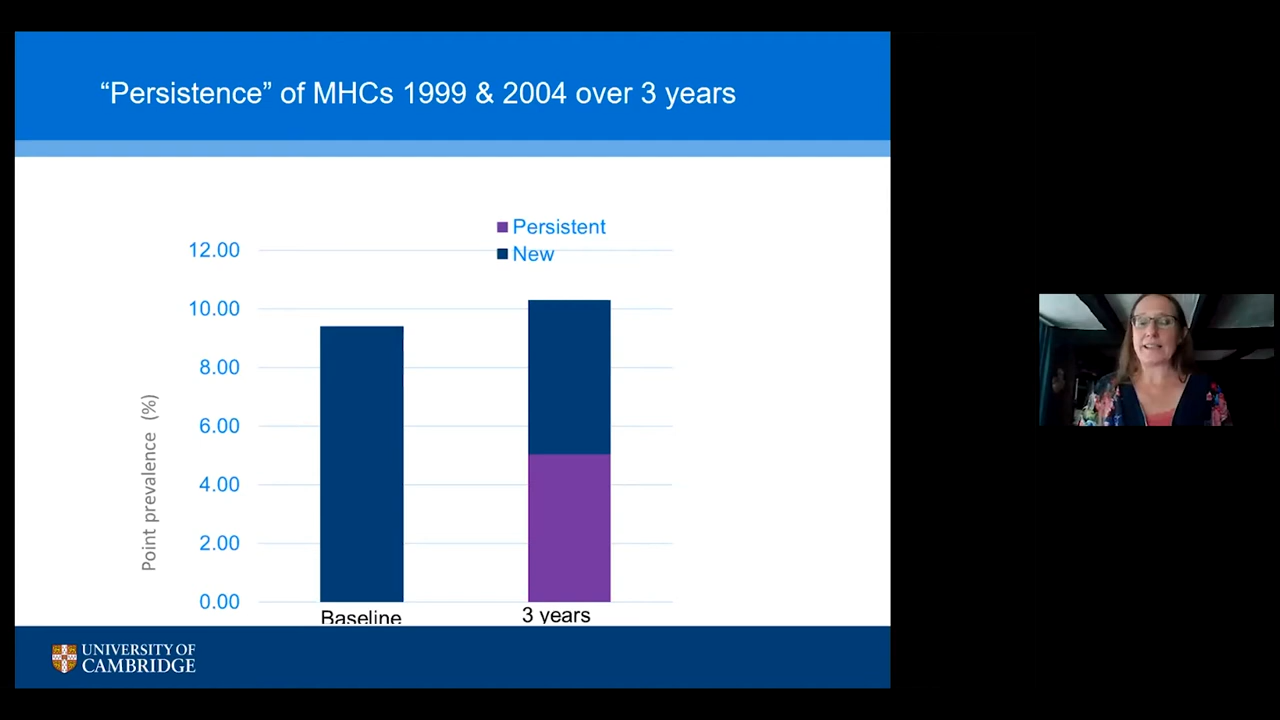 “Persistence” of MHCs 1999 & 2004 over 3 years
Persistent
New
12.00
10.00
8.00
6.00
4.00
2.00
0.00
Point prevalence (%)
Baseline
3 years
UNIVERSITY OF
CAMBRIDGE